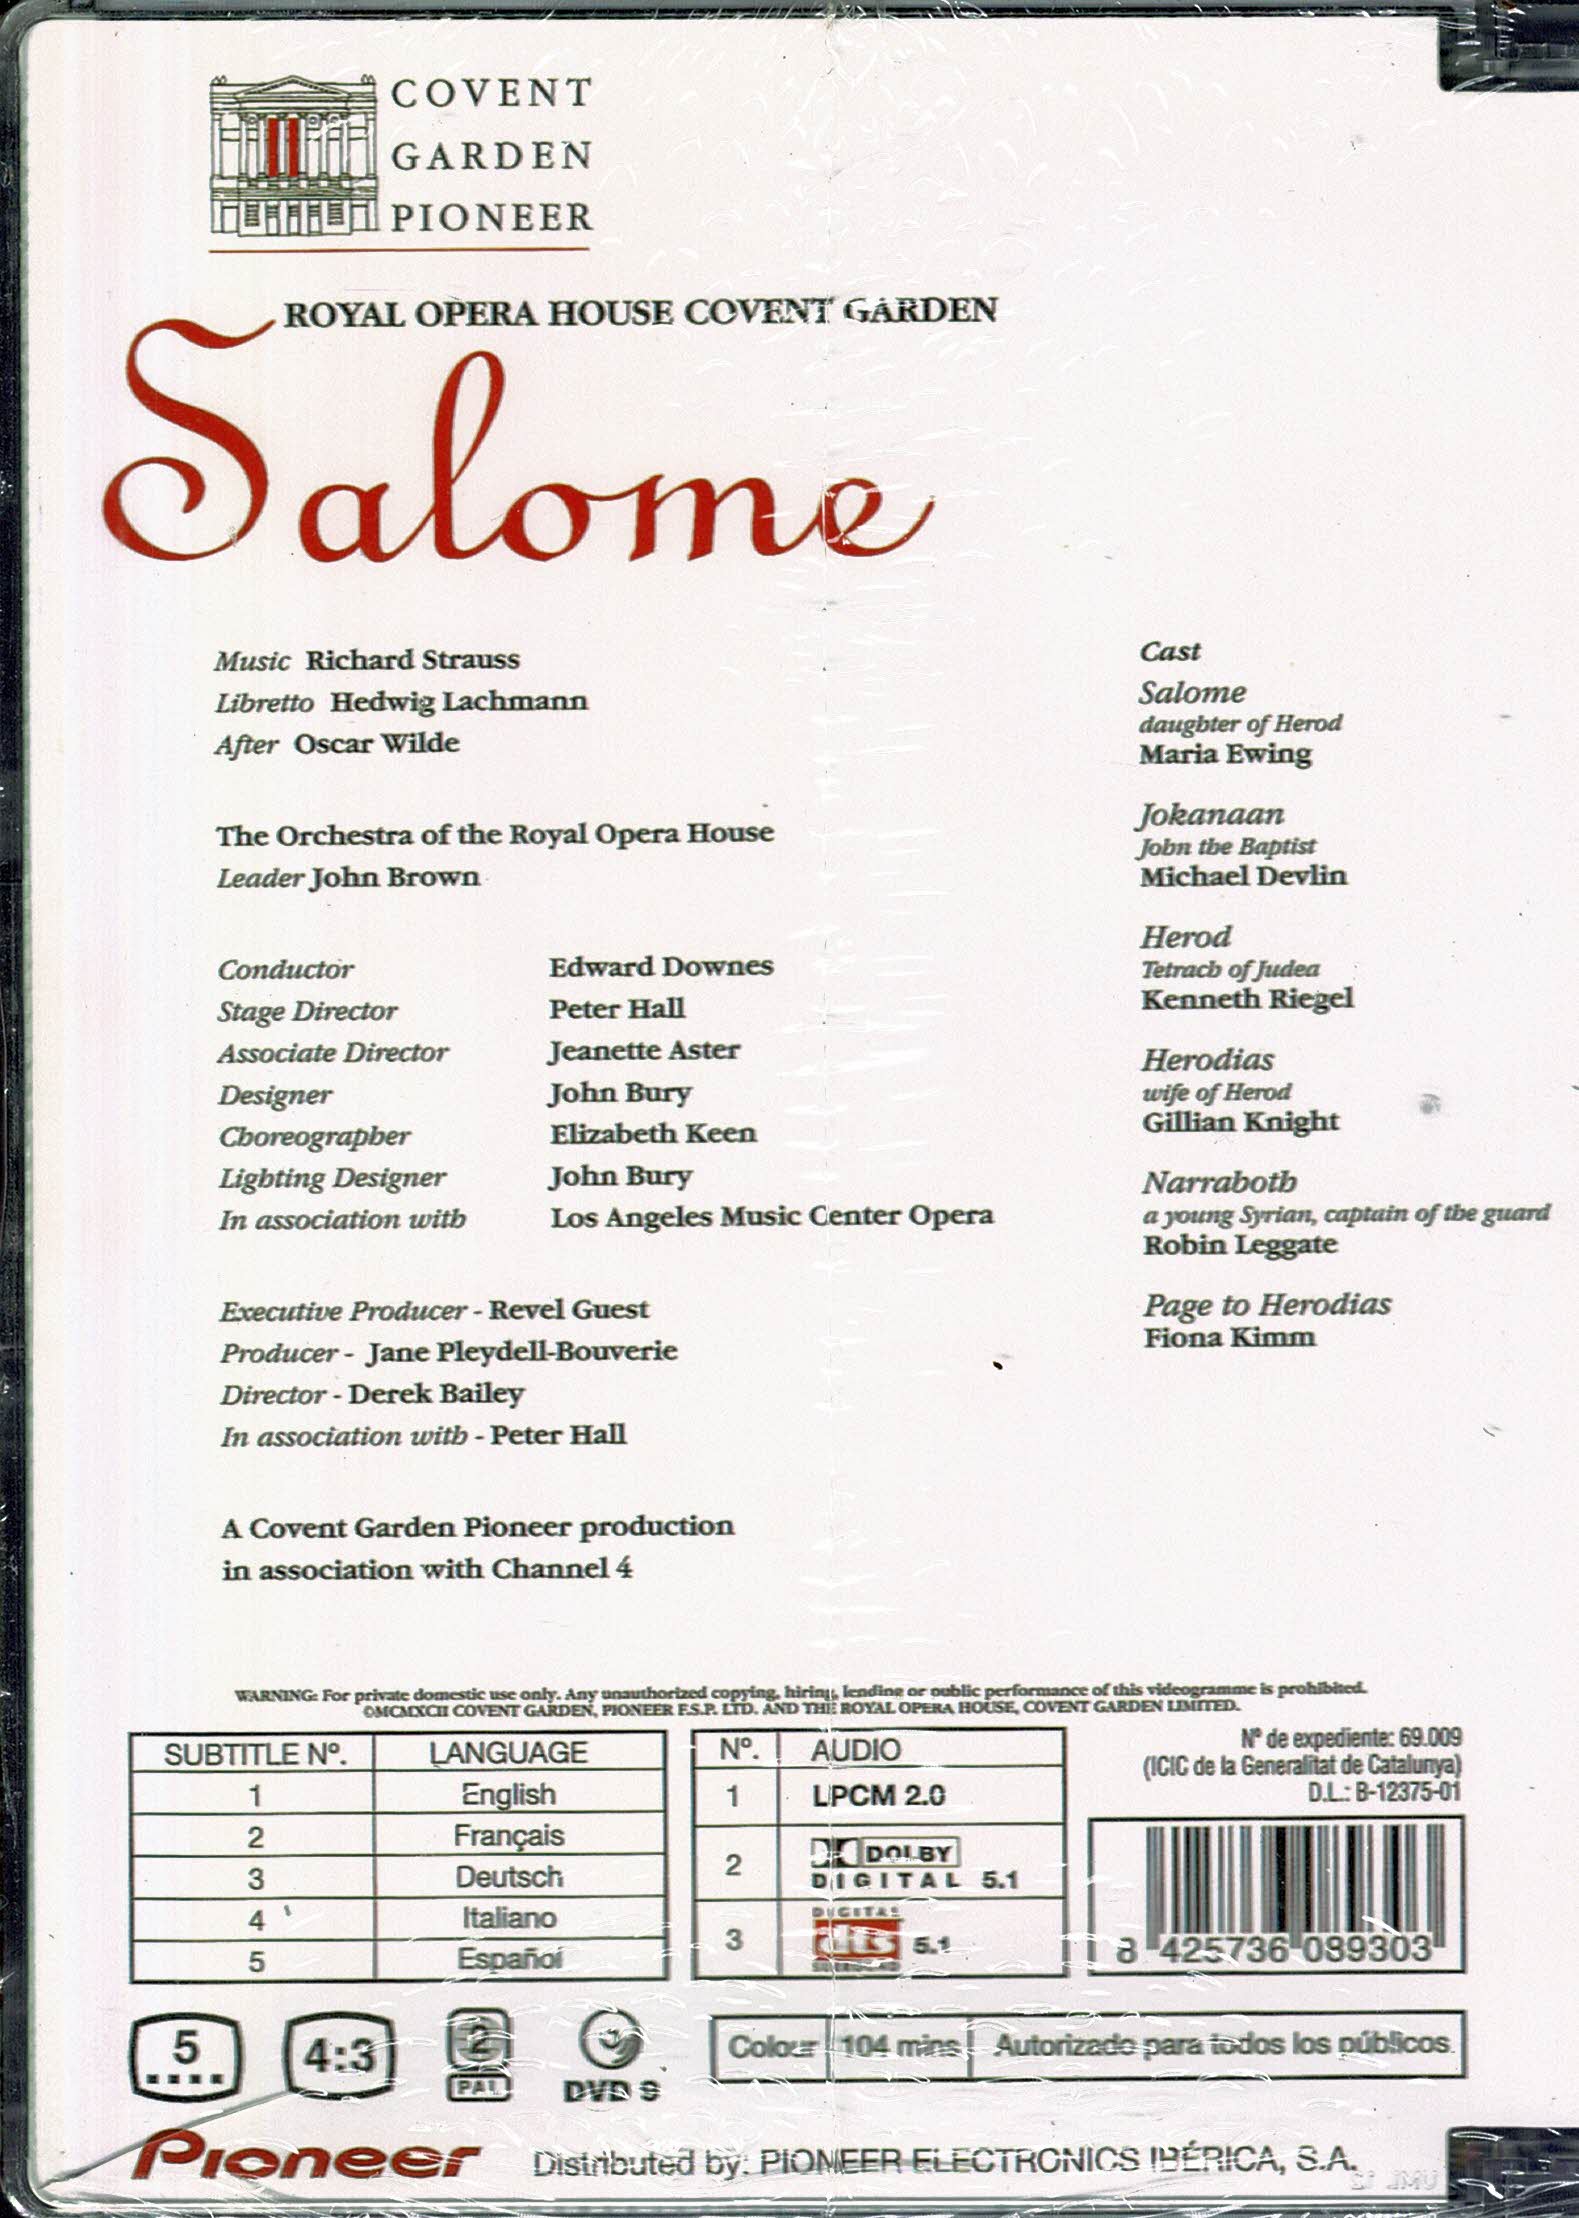 COVENT
GARDEN
PIONEER
ROYAL OPERA HOUSE COVENT GARDEN
Salome
Music Richard Strauss
Libretto Hedwig Lachmann
After Oscar Wilde
The Orchestra of the Royal Opera House
Leader John Brown
Conductor Edward Downes
Stage Director Peter Hall
Associate Director Jeanette Aster
Designer John Bury
Choreographer Elizabeth Keen
Lighting Designer John Bury
In association with Los Angeles Music Center Opera
Executive Producer - Revel Guest
Producer - Jane Pleydell-Bouverie
Director - Derek Bailey
In association with - Peter Hall
A Covent Garden Pioneer production
in association with Channel 4
Cast
Salome
daughter of Herod
Maria Ewing
Jokanaan
John the Baptist
Michael Devlin
Herod
Tetrach of Judea
Kenneth Riegel
Herodias
wife of Herod
Gillian Knight
Narraboth
a young Syrian, captain of the guard
Robin Leggate
Page to Herodias
Fiona Kimm
WARNING: For private domestic use only. Any unauthorized copying, hiring, lending or public performance of this videogramme is prohibited.
©MCMXCII COVENT GARDEN, PIONEER F.S.P. LTD. AND THE ROYAL OPERA HOUSE, COVENT GARDEN LIMITED.
SUBTITLE Nº. LANGUAGE
1 English
2 Français
3 Deutsch
4 Italiano
5 Español
Nº. AUDIO
1 LPCM 2.0
2 DOLBY
DIGITAL 5.1
3 DIGITAL
dts 5.1
SURROUND
Nº de expediente: 69.009
(ICIC de la Generalitat de Catalunya)
D.L.: B-12375-01
8 425736 089303
5
4:3
2
PAL
DVD 9
Colour 104 mins Autorizado para todos los públicos.
Pioneer Distributed by: PIONEER ELECTRONICS IBÉRICA, S.A.